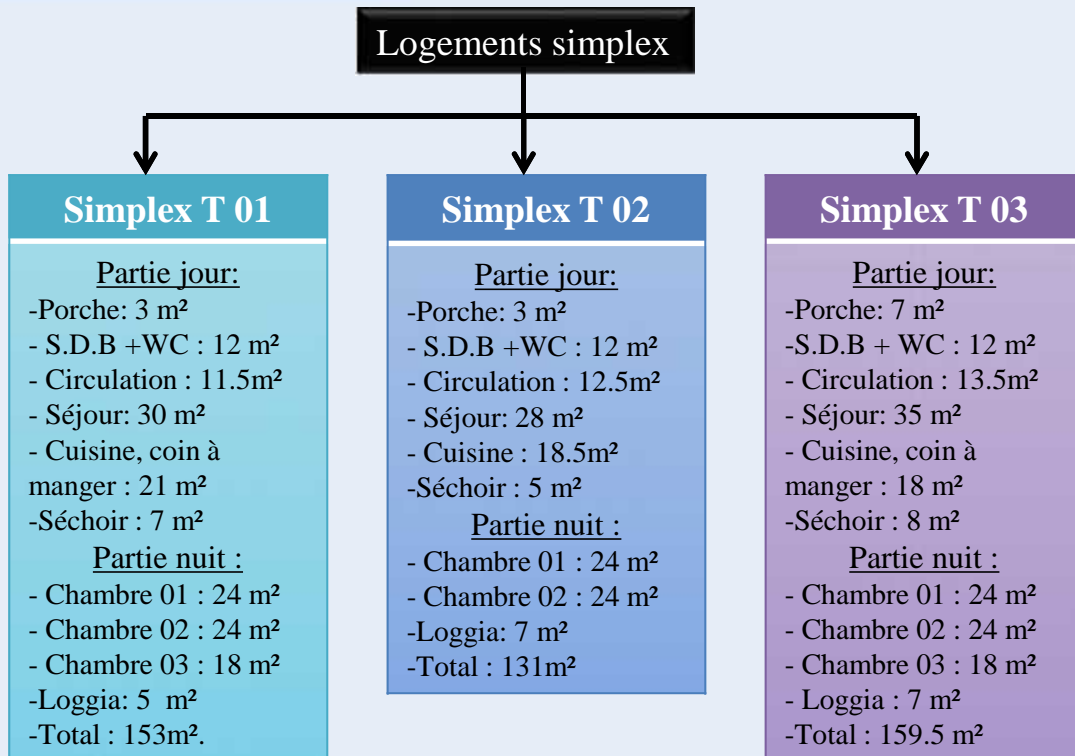 Logements simplex
Simplex T 01
Partie jour:
-Porche: 3 m²
- S.D.B +WC : 12 m²
- Circulation : 11.5m²
- Séjour: 30 m²
- Cuisine, coin à
manger : 21 m²
-Séchoir : 7 m²
Partie nuit :
- Chambre 01 : 24 m²
- Chambre 02 : 24 m²
- Chambre 03 : 18 m²
-Loggia: 5 m²
-Total : 153m².
Simplex T 02
Partie jour:
-Porche: 3 m²
- S.D.B +WC : 12 m²
- Circulation : 12.5m²
- Séjour: 28 m²
- Cuisine : 18.5m²
-Séchoir : 5 m²
Partie nuit :
- Chambre 01 : 24 m²
- Chambre 02 : 24 m²
-Loggia: 7 m²
-Total : 131m²
Simplex T 03
Partie jour:
-Porche: 7 m²
-S.D.B + WC : 12 m²
- Circulation : 13.5m²
- Séjour: 35 m²
- Cuisine, coin à
manger : 18 m²
-Séchoir : 8 m²
Partie nuit :
- Chambre 01 : 24 m²
- Chambre 02 : 24 m²
- Chambre 03 : 18 m²
- Loggia : 7 m²
-Total : 159.5 m²